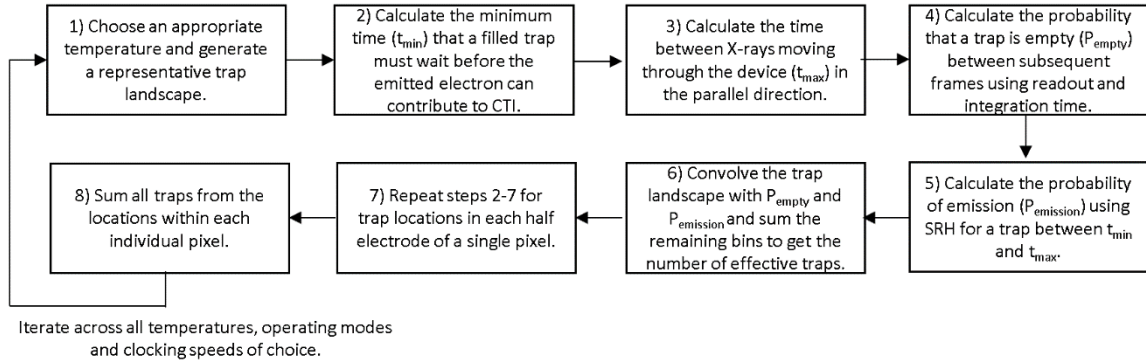 1) Choose an appropriate
temperature and generate
a representative trap
landscape.
2) Calculate the minimum
time (tmin) that a filled trap
must wait before the
emitted electron can
contribute to CTI.
3) Calculate the time
between X-rays moving
through the device (tmax) in
the parallel direction.
4) Calculate the probability
that a trap is empty (Pempty)
between subsequent
frames using readout and
integration time.
5) Calculate the probability
of emission (Pemission) using
SRH for a trap between tmin
and tmax.
6) Convolve the trap
landscape with Pempty and
Pemission and sum the
remaining bins to get the
number of effective traps.
7) Repeat steps 2-7 for
trap locations in each half
electrode of a single pixel.
8) Sum all traps from the
locations within each
individual pixel.
Iterate across all temperatures, operating modes
and clocking speeds of choice.